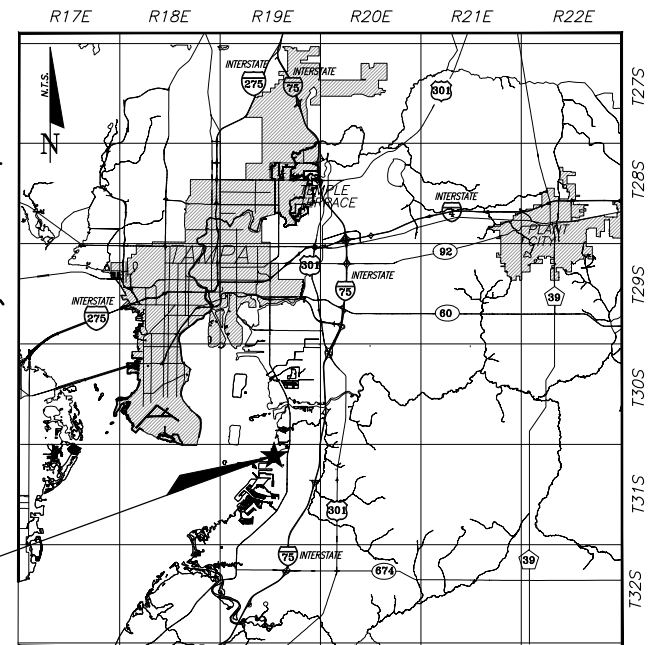 R17E R18E R19E R20E R21E R22E
T27S
T28S
T29S
T30S
T31S
T32S
N.T.S.
N
INTERSTATE
275
INTERSTATE
75
301
TEMPLE
TERRACE
INTERSTATE
4
PLANT
CITY
TAMPA
92
301
INTERSTATE
75
39
INTERSTATE
275
60
301
75 INTERSTATE
674
39